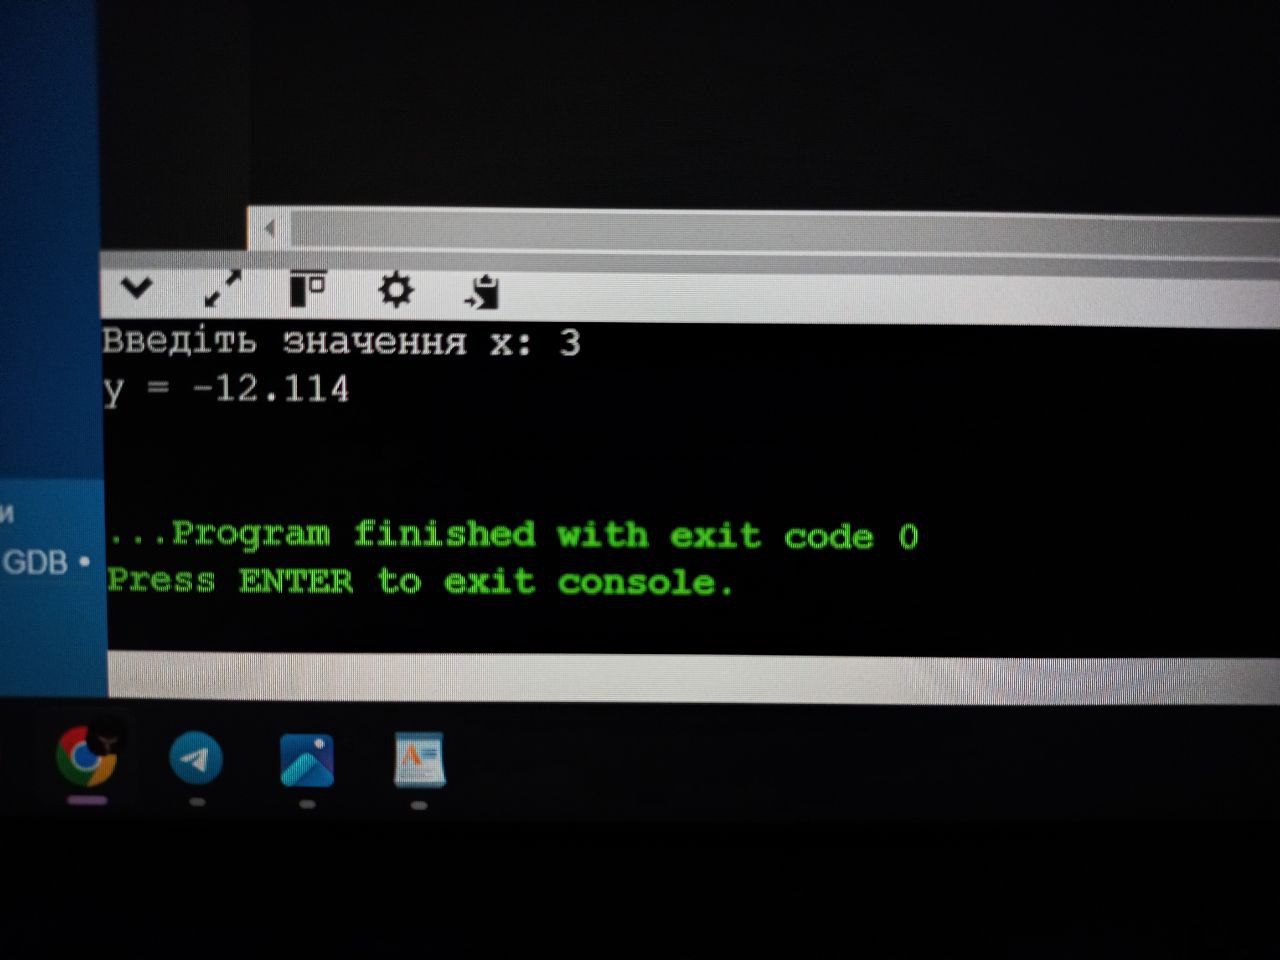 Введіть значення x: 3
y = -12.114
...Program finished with exit code 0
Press ENTER to exit console.
и
GDB •